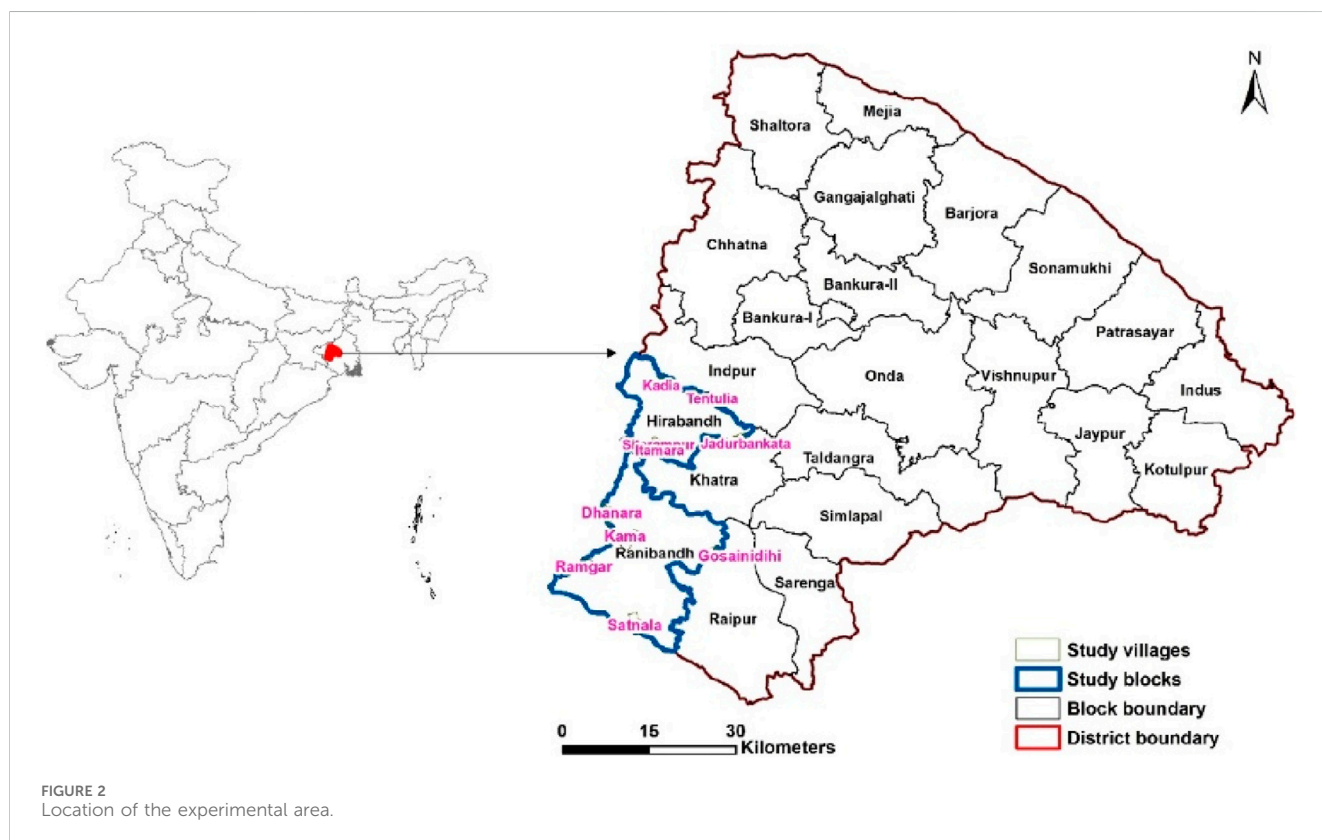 N
Mejia
Shaltora
Gangajalghati
Barjora
Chhatna
Sonamukhi
Bankura-II
Bankura-I
Patrasayar
Indpur
Onda
Vishnupur
Indus
Kadia
Tentulia
Hirabandh
Jaypur
Jadurbankata
Itamara
Taldangra
Kotulpur
Khatra
Dhanara
Simlapal
Kama
Ranibandh
Gosainidihi
Ramgar
Sarenga
Raipur
Satnala
Study villages
Study blocks
Block boundary
District boundary
0 15 30
Kilometers
FIGURE 2
Location of the experimental area.